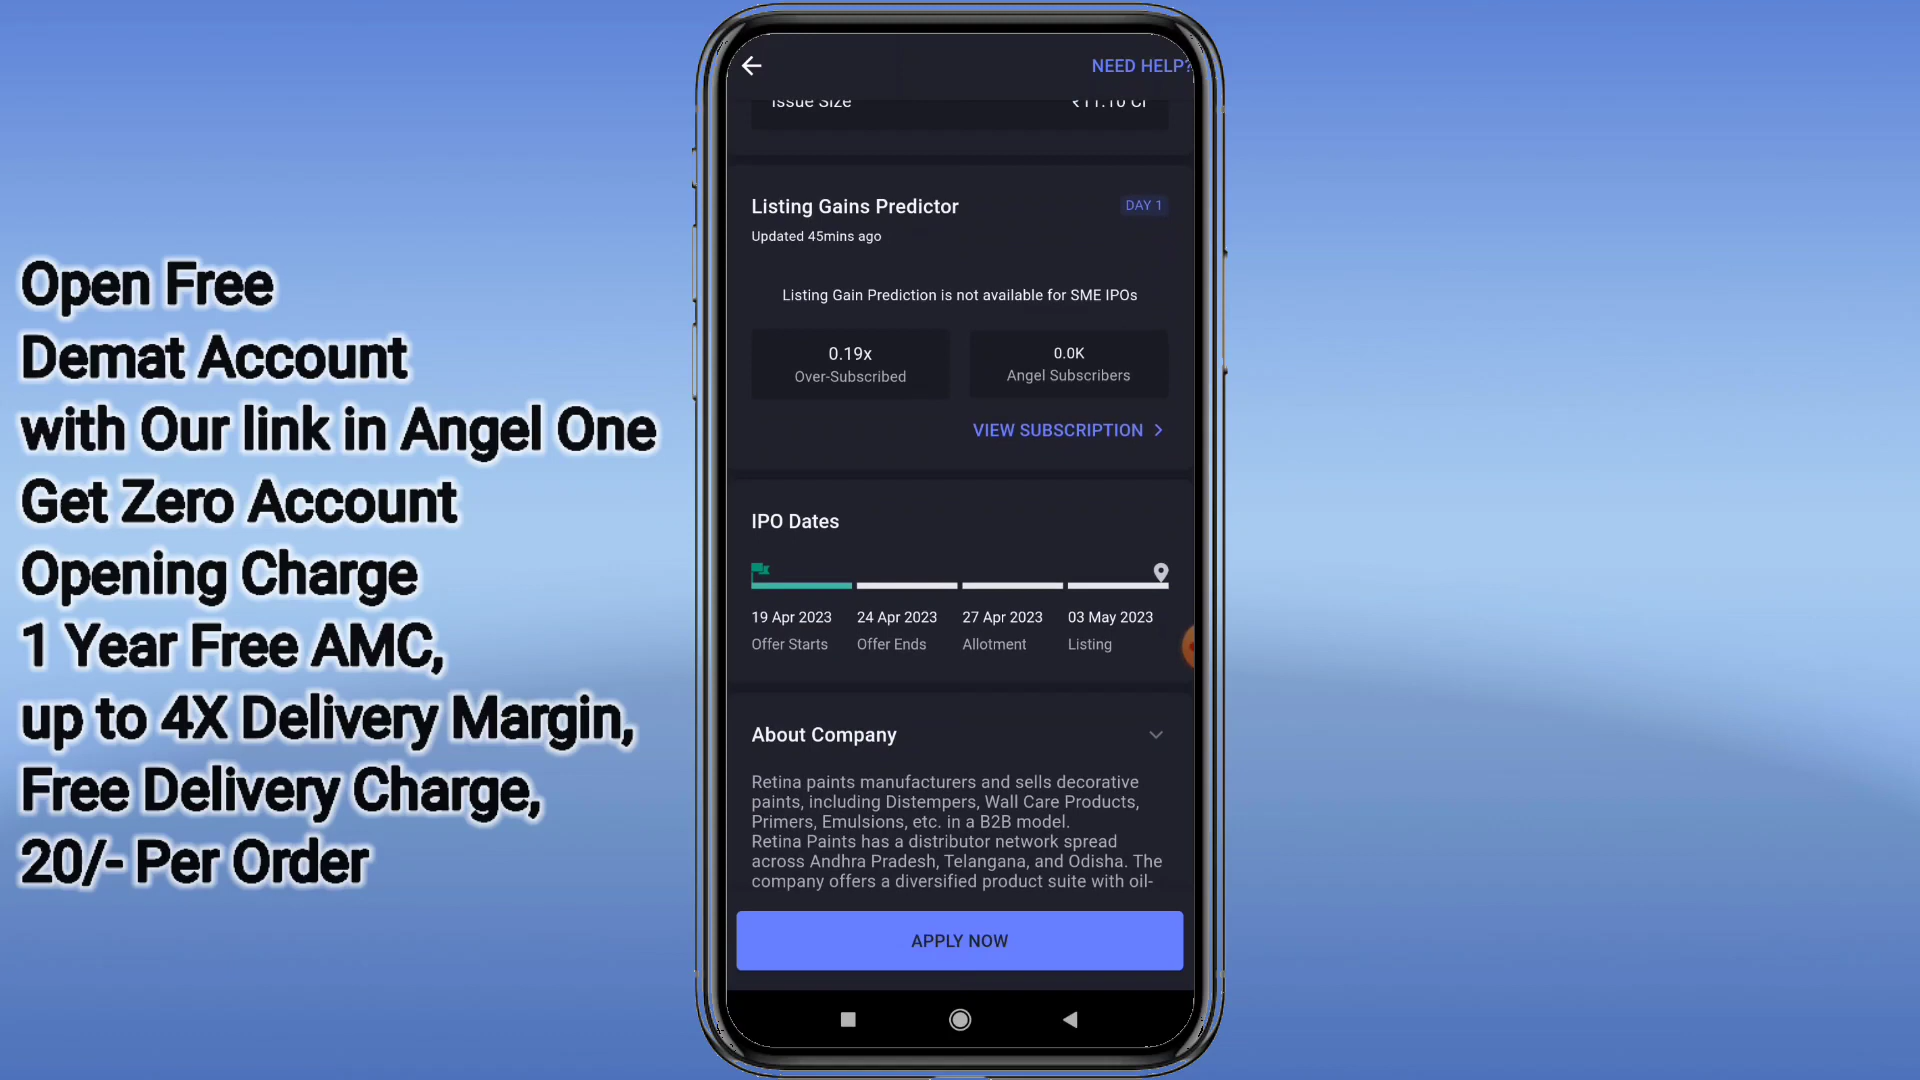 Open Free
Demat Account
with Our link in Angel One
Get Zero Account
Opening Charge
1 Year Free AMC,
up to 4X Delivery Margin,
Free Delivery Charge,
20/- Per Order
NEED HELP?
Issue Size ₹11.10 Cr
Listing Gains Predictor DAY 1
Updated 45mins ago
Listing Gain Prediction is not available for SME IPOs
0.19x 0.0K
Over-Subscribed Angel Subscribers
VIEW SUBSCRIPTION
IPO Dates
19 Apr 2023 24 Apr 2023 27 Apr 2023 03 May 2023
Offer Starts Offer Ends Allotment Listing
About Company
Retina paints manufacturers and sells decorative
paints, including Distempers, Wall Care Products,
Primers, Emulsions, etc. in a B2B model.
Retina Paints has a distributor network spread
across Andhra Pradesh, Telangana, and Odisha. The
company offers a diversified product suite with oil-
APPLY NOW